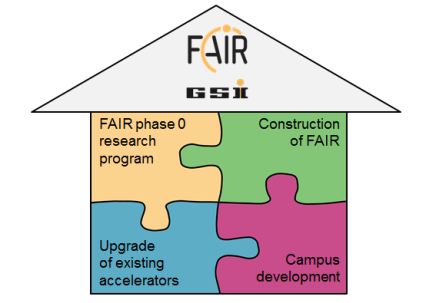 FAIR
GSI
FAIR phase 0
research
program
Construction
of FAIR
Upgrade
of existing
accelerators
Campus
development